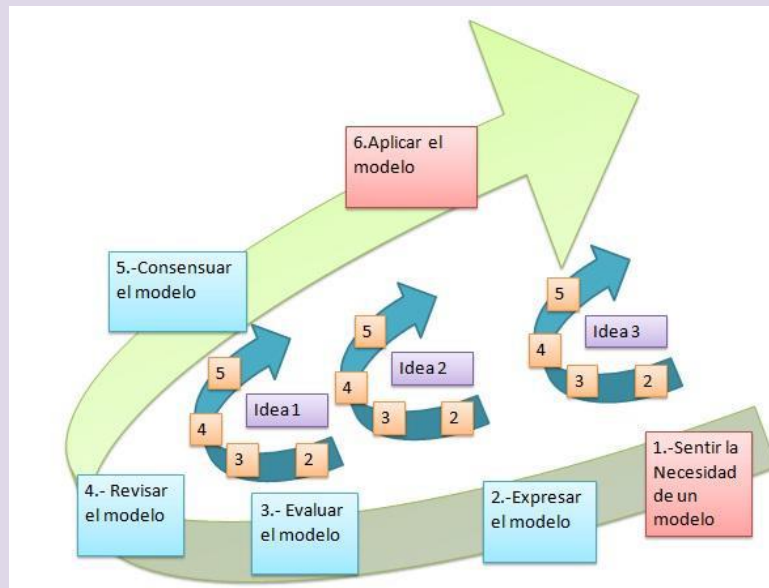 6.Aplicar el
modelo
5.-Consensuar
el modelo
5
4
3
2
Idea 1
5
4
3
2
Idea 2
5
4
3
2
Idea 3
4.- Revisar
el modelo
3.- Evaluar
el modelo
2.-Expresar
el modelo
1.-Sentir la
Necesidad
de un
modelo